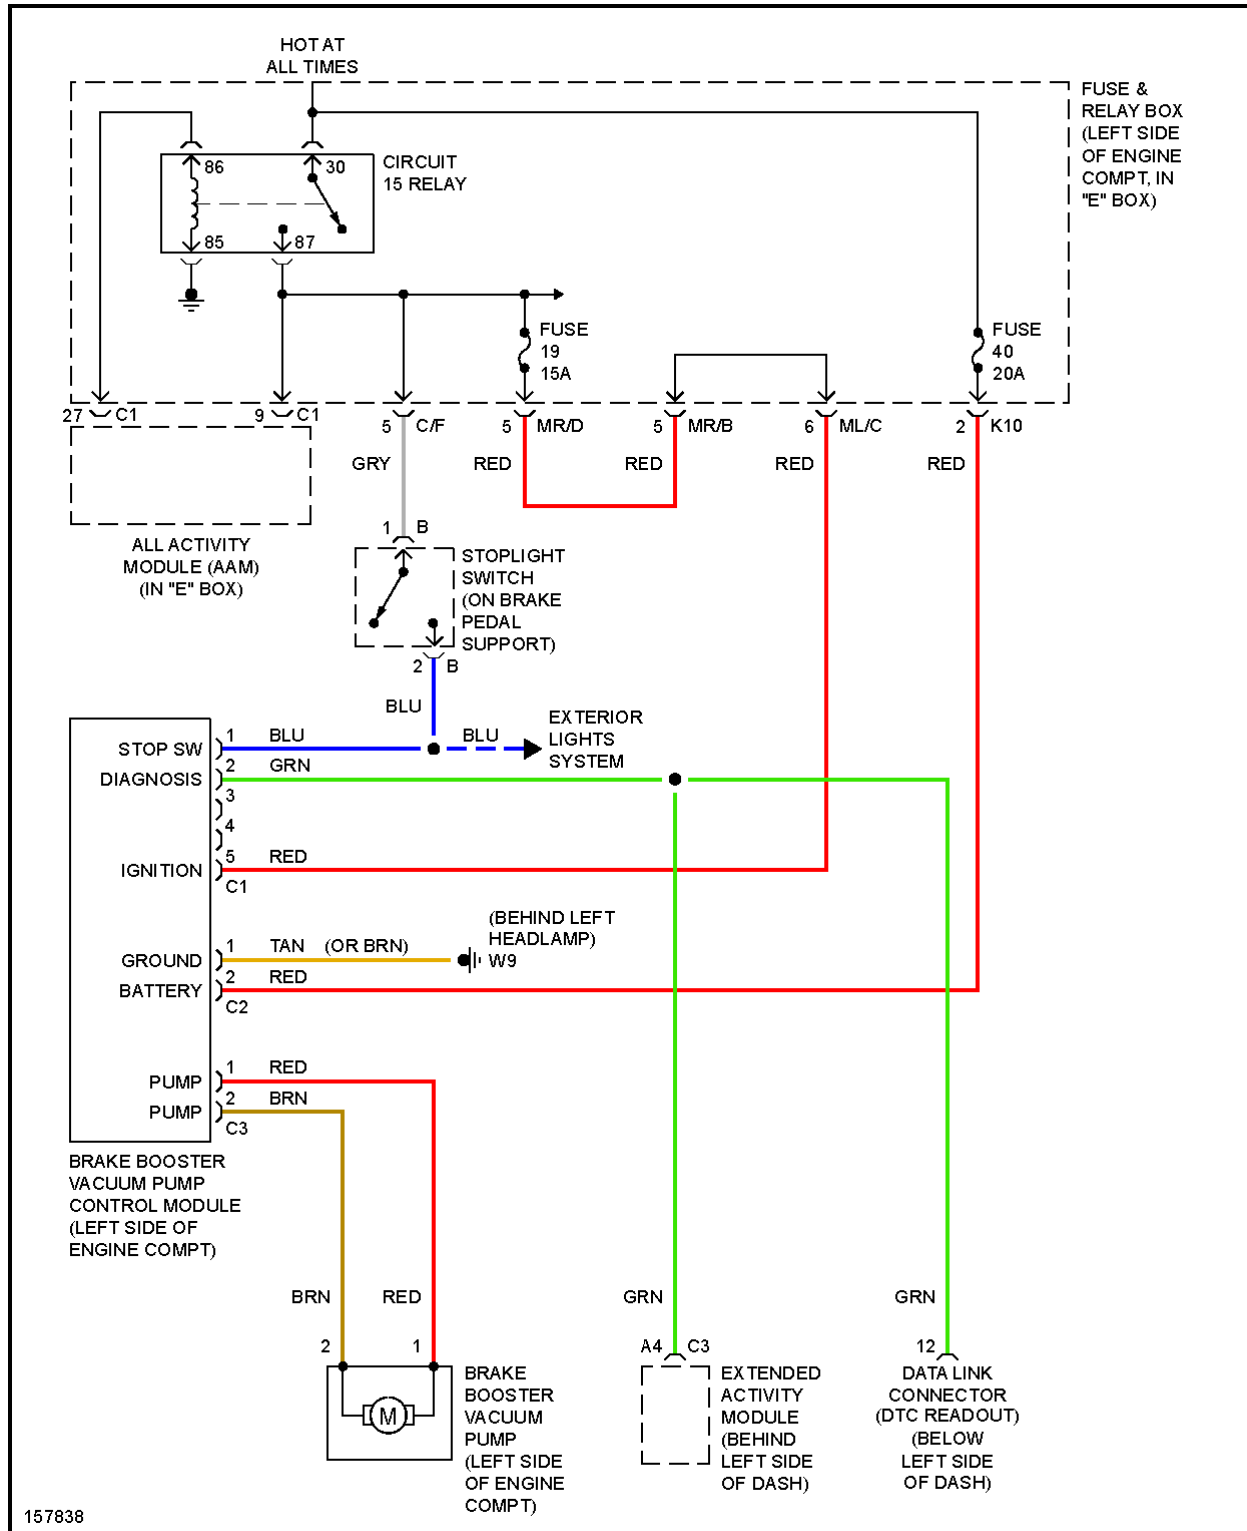 HOT AT
ALL TIMES
FUSE &
RELAY BOX
(LEFT SIDE
OF ENGINE
COMPT, IN
"E" BOX)
86
30
CIRCUIT
15 RELAY
85
87
FUSE
19
15A
FUSE
40
20A
27 C1
9 C1
5 C/F
5 MR/D
5 MR/B
6 ML/C
2 K10
GRY
RED
RED
RED
RED
ALL ACTIVITY
MODULE (AAM)
(IN "E" BOX)
1 B
STOPLIGHT
SWITCH
(ON BRAKE
PEDAL
SUPPORT)
2 B
BLU
STOP SW
1 BLU
BLU
EXTERIOR
LIGHTS
SYSTEM
DIAGNOSIS
2 GRN
3
4
IGNITION
5 RED
C1
GROUND
1 TAN (OR BRN)
(BEHIND LEFT
HEADLAMP)
W9
BATTERY
2 RED
C2
PUMP
1 RED
PUMP
2 BRN
C3
BRAKE BOOSTER
VACUUM PUMP
CONTROL MODULE
(LEFT SIDE OF
ENGINE COMPT)
BRN
RED
GRN
GRN
2
1
A4 C3
12
M
BRAKE
BOOSTER
VACUUM
PUMP
(LEFT SIDE
OF ENGINE
COMPT)
EXTENDED
ACTIVITY
MODULE
(BEHIND
LEFT SIDE
OF DASH)
DATA LINK
CONNECTOR
(DTC READOUT)
(BELOW
LEFT SIDE
OF DASH)
157838